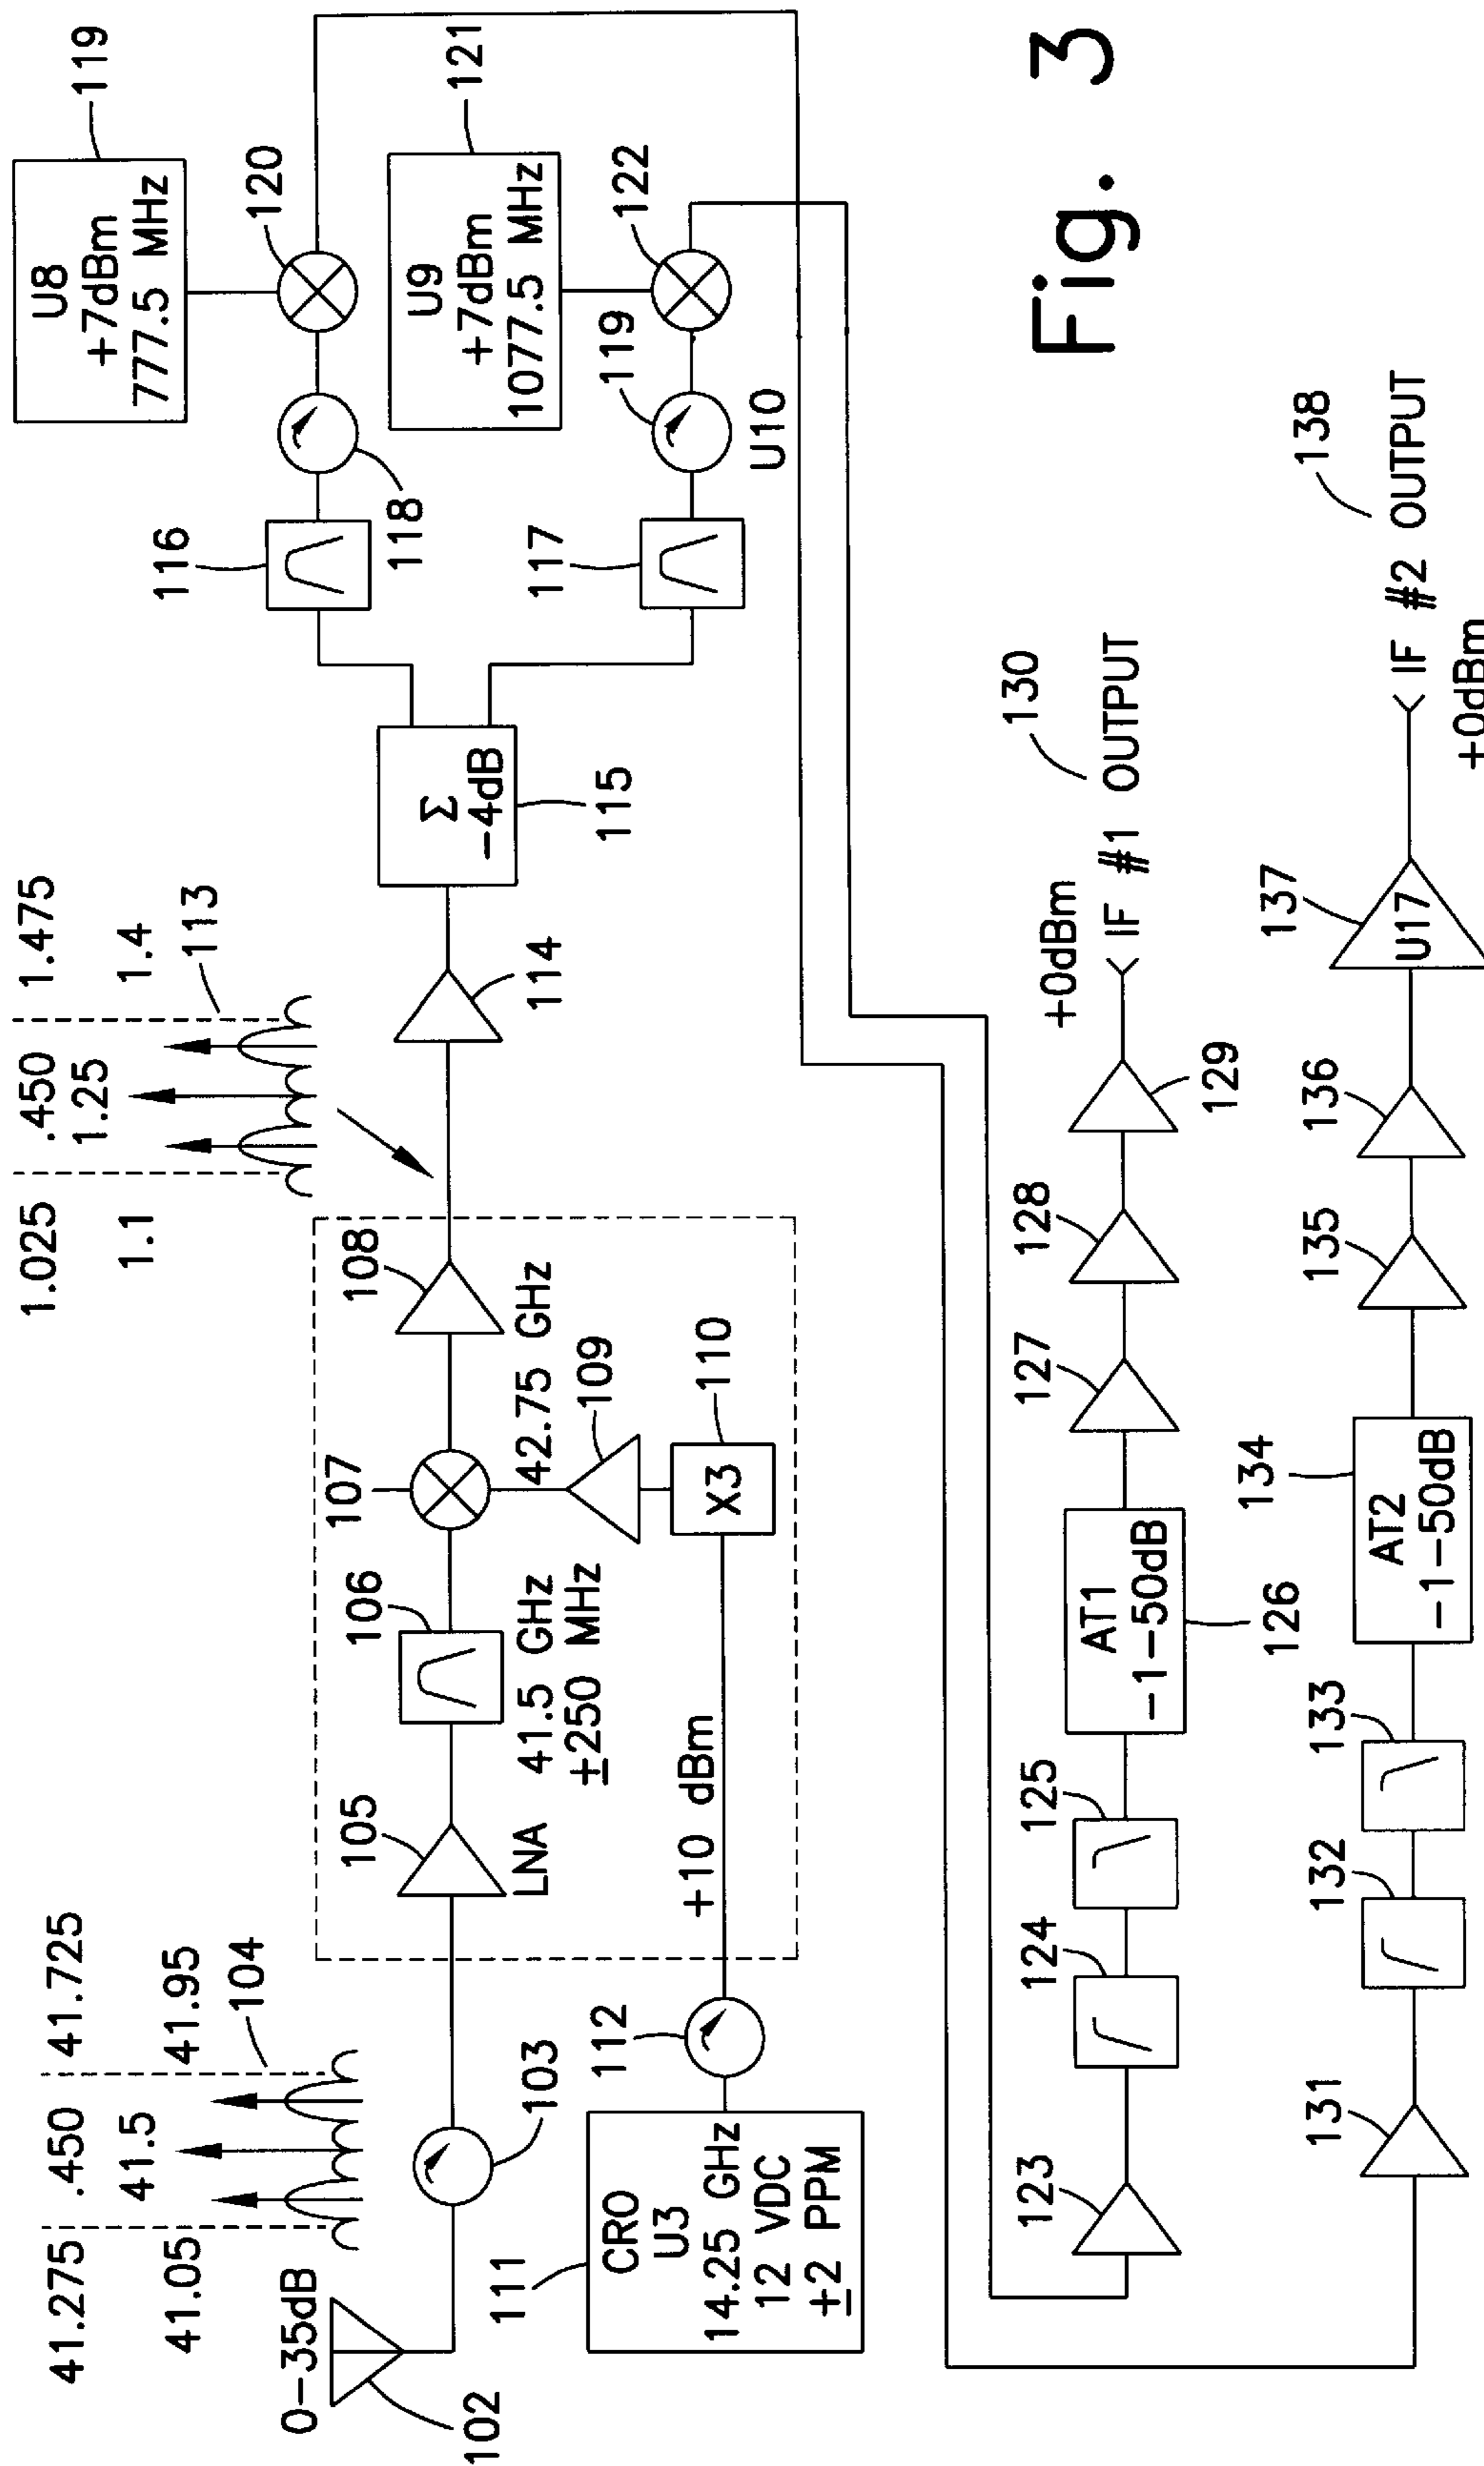 41.275 .450 41.725
41.05 41.5 41.95
104
0-35dB
102
103
105
LNA
106
41.5 GHz
±250 MHz
107
108
42.75 GHz
109
110
X3
+10 dBm
111
CRO
U3
14.25 GHz
12 VDC
±2 PPM
112
1.025 .450 1.475
1.1 1.25 1.4
113
114
115
Σ
-4dB
116
117
118
119
U10
U8
+7dBm
777.5 MHz
119
120
U9
+7dBm
1077.5 MHz
121
122
123
124
125
AT1
-1-50dB
126
127
128
129
+0dBm
IF #1 OUTPUT
130
131
132
133
134
AT2
-1-50dB
135
136
137
U17
IF #2 OUTPUT
+0dBm
138
Fig. 3